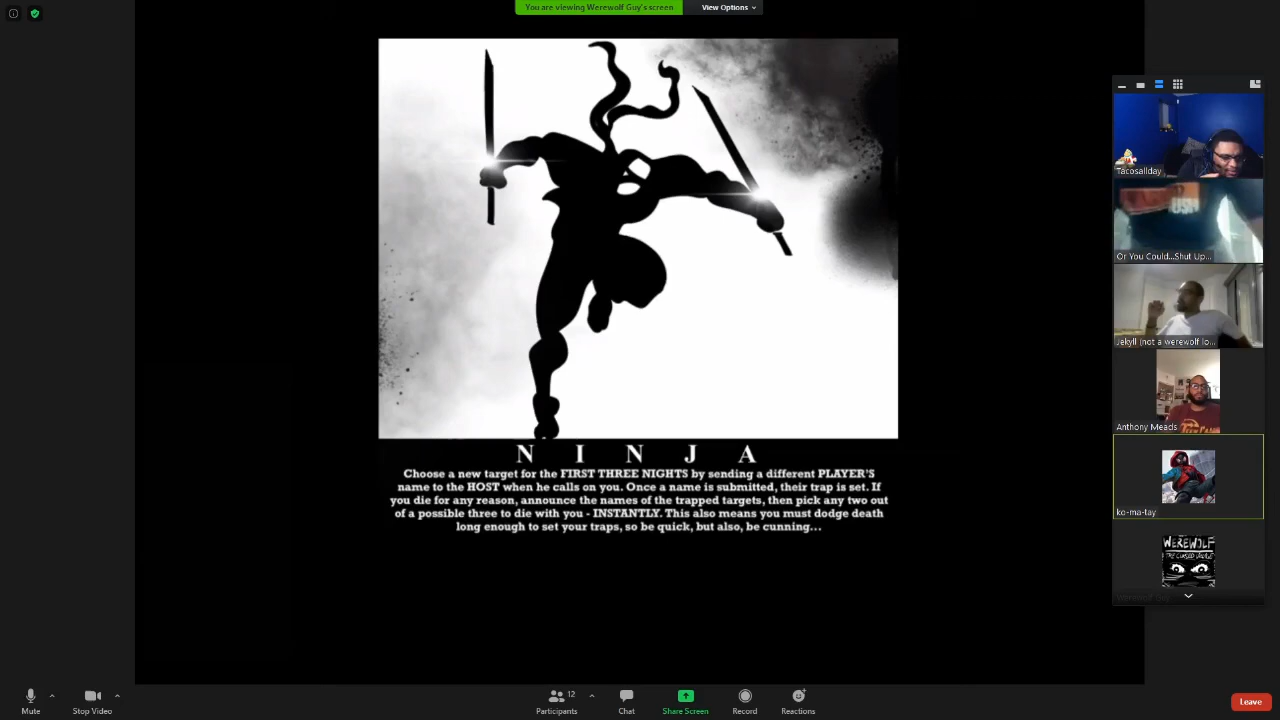 You are viewing Werewolf Guy's screen
View Options
N I N J A
Choose a new target for the FIRST THREE NIGHTS by sending a different PLAYER'S
name to the HOST when he calls on you. Once a name is submitted, their trap is set. If
you die for any reason, announce the names of the trapped targets, then pick any two out
of a possible three to die with you - INSTANTLY. This also means you must dodge death
long enough to set your traps, so be quick, but also, be cunning...
Tacosallday
USH
Or You Could...Shut Up...
Jekyll (not a werewolf lo...
Anthony Meads
ko-ma-tay
WEREWOLF
Mute
Stop Video
Participants
12
Chat
Share Screen
Record
Reactions
Leave